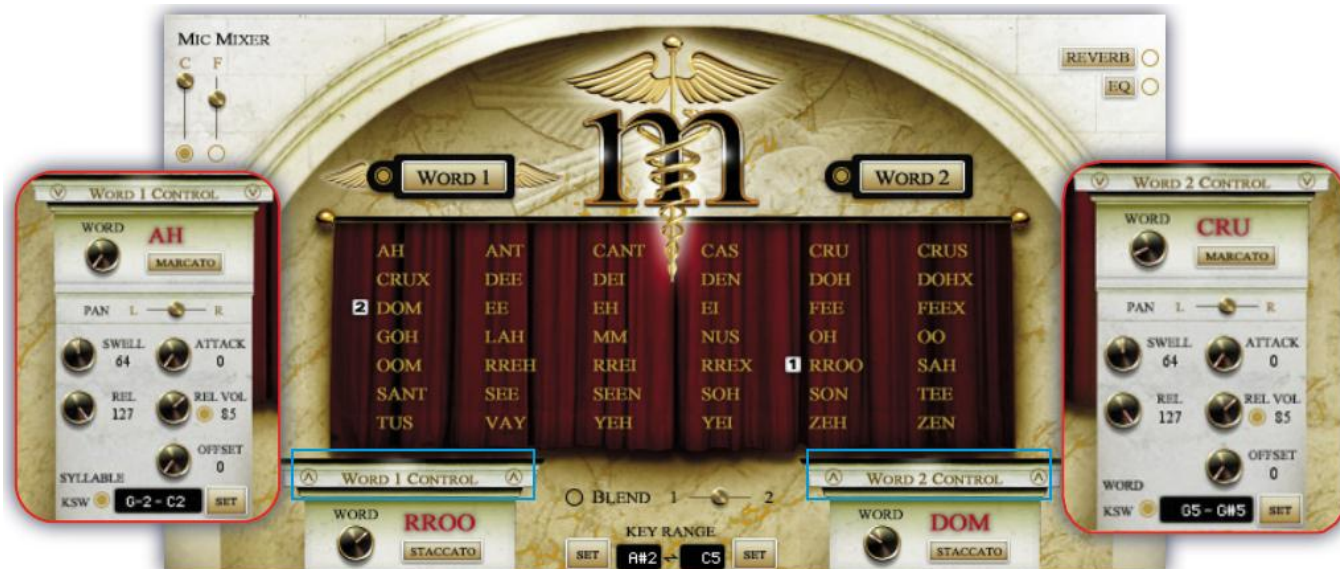 MIC MIXER
C F
REVERB
EQ
m
WORD 1
WORD 2
WORD 1 CONTROL
WORD
AH
MARCATO
PAN L R
SWELL
64
ATTACK
0
REL
127
REL VOL
85
OFFSET
0
SYLLABLE
KSW G-2 - C2 SET
AH ANT CANT CAS CRU CRUS
CRUX DEE DEI DEN DOH DOHX
2 DOM EE EH EI FEE FEEX
GOH LAH MM NUS OH OO
OOM RREH RREI RREX 1 RROO SAH
SANT SEE SEEN SOH SON TEE
TUS VAY YEH YEI ZEH ZEN
WORD 2 CONTROL
WORD
CRU
MARCATO
PAN L R
SWELL
64
ATTACK
0
REL
127
REL VOL
85
OFFSET
0
WORD
KSW G5 - G#5 SET
WORD 1 CONTROL
WORD
RROO
STACCATO
BLEND 1 2
KEY RANGE
SET A#2 ⇌ C5 SET
WORD 2 CONTROL
WORD
DOM
STACCATO